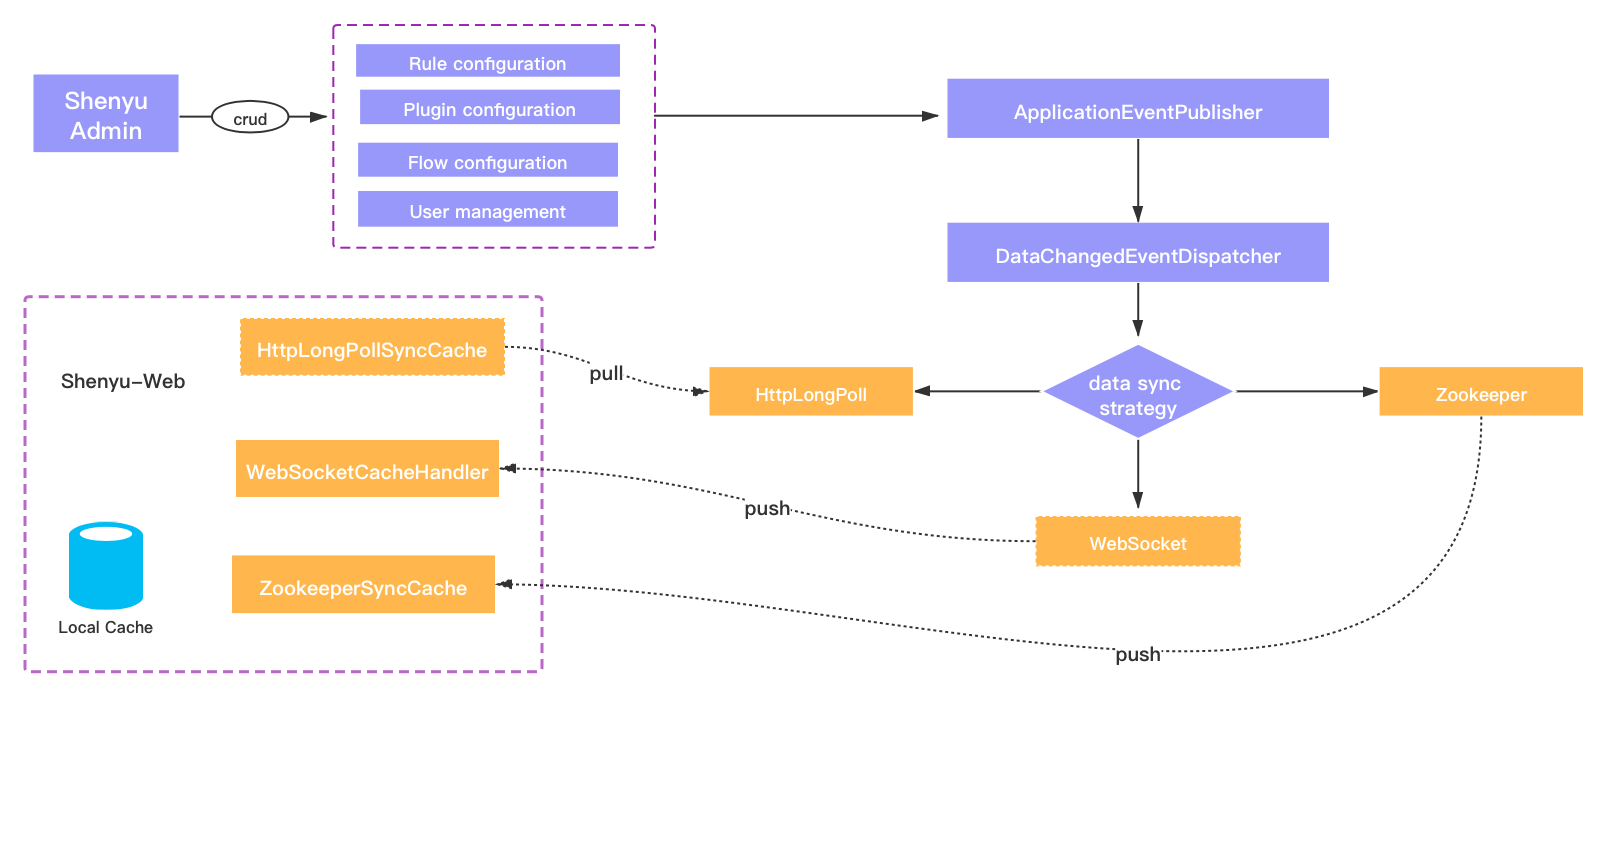 Shenyu
Admin
crud
Rule configuration
Plugin configuration
Flow configuration
User management
ApplicationEventPublisher
DataChangedEventDispatcher
data sync
strategy
HttpLongPoll
Zookeeper
WebSocket
pull
push
push
Shenyu-Web
HttpLongPollSyncCache
WebSocketCacheHandler
ZookeeperSyncCache
Local Cache